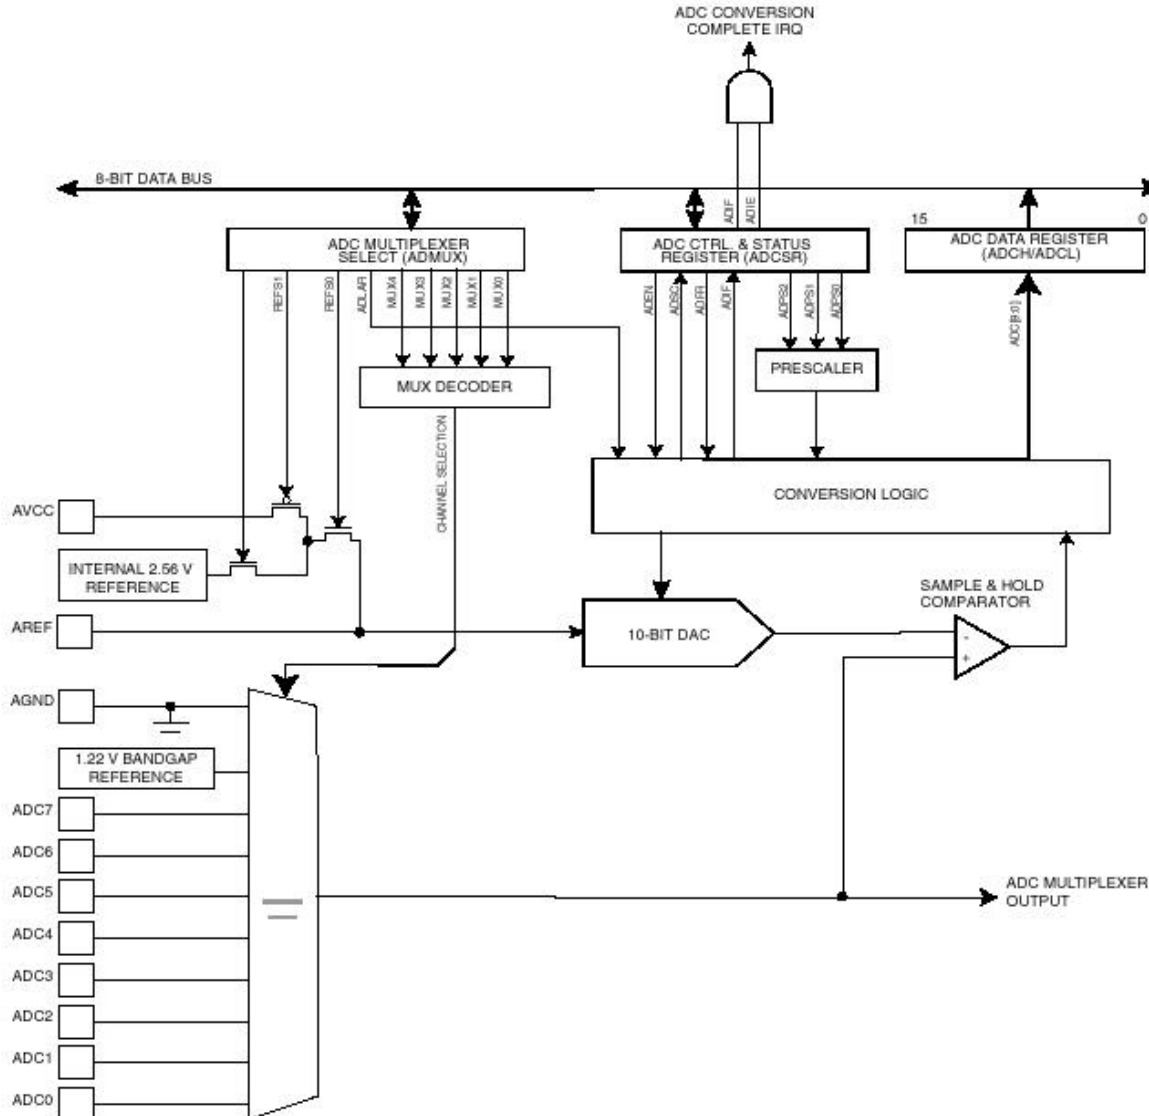 ADC CONVERSION
COMPLETE IRQ
8-BIT DATA BUS
ADIF
ADIE
15
0
ADC MULTIPLEXER
SELECT (ADMUX)
ADC CTRL. & STATUS
REGISTER (ADCSR)
ADC DATA REGISTER
(ADCH/ADCL)
REFS1
REFS0
ADLAR
MUX4
MUX3
MUX2
MUX1
MUX0
ADEN
ADSC
ADFR
ADIF
ADPS2
ADPS1
ADPS0
ADC[9:0]
PRESCALER
MUX DECODER
CHANNEL SELECTION
CONVERSION LOGIC
AVCC
INTERNAL 2.56 V
REFERENCE
SAMPLE & HOLD
COMPARATOR
AREF
10-BIT DAC
-
+
AGND
1.22 V BANDGAP
REFERENCE
ADC7
ADC6
ADC5
ADC MULTIPLEXER
OUTPUT
ADC4
ADC3
ADC2
ADC1
ADC0